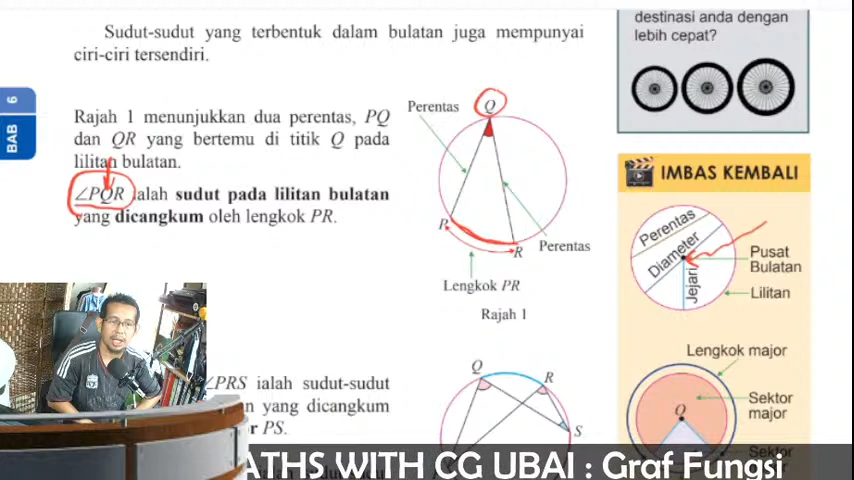 Sudut-sudut yang terbentuk dalam bulatan juga mempunyai
ciri-ciri tersendiri.
BAB 6
Rajah 1 menunjukkan dua perentas, PQ
dan QR yang bertemu di titik Q pada
lilitan bulatan.
∠PQR ialah sudut pada lilitan bulatan
yang dicangkum oleh lengkok PR.
Perentas
Q
P
R
Perentas
Lengkok PR
Rajah 1
∠PRS ialah sudut-sudut
yang dicangkum
PS.
Q
R
S
destinasi anda dengan
lebih cepat?
IMBAS KEMBALI
Perentas
Diameter
Jejari
Pusat
Bulatan
Lilitan
Lengkok major
O
Sektor
major
Sektor
ATHS WITH CG UBAI : Graf Fungsi